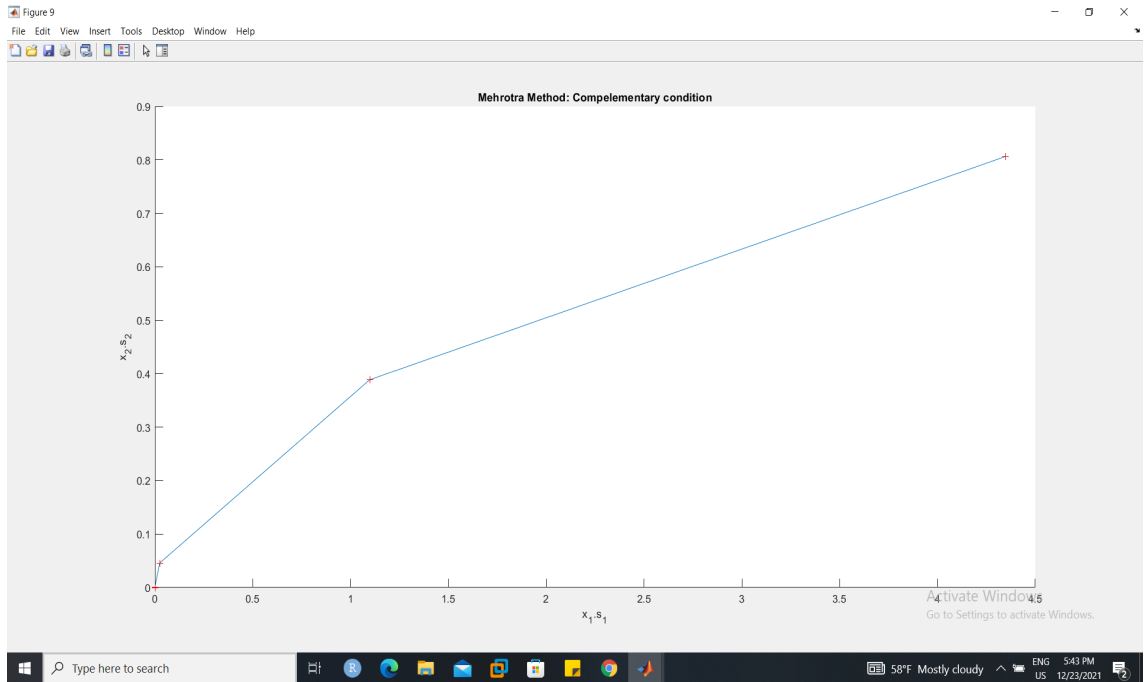 Figure 9
File Edit View Insert Tools Desktop Window Help
Mehrotra Method: Compelementary condition
0.9
0.8
0.7
0.6
0.5
0.4
0.3
0.2
0.1
0
x2.s2
0 0.5 1 1.5 2 2.5 3 3.5 4 4.5
x1.s1
Activate Windows
Go to Settings to activate Windows.
Type here to search
R
58°F Mostly cloudy
ENG
US
5:43 PM
12/23/2021
2